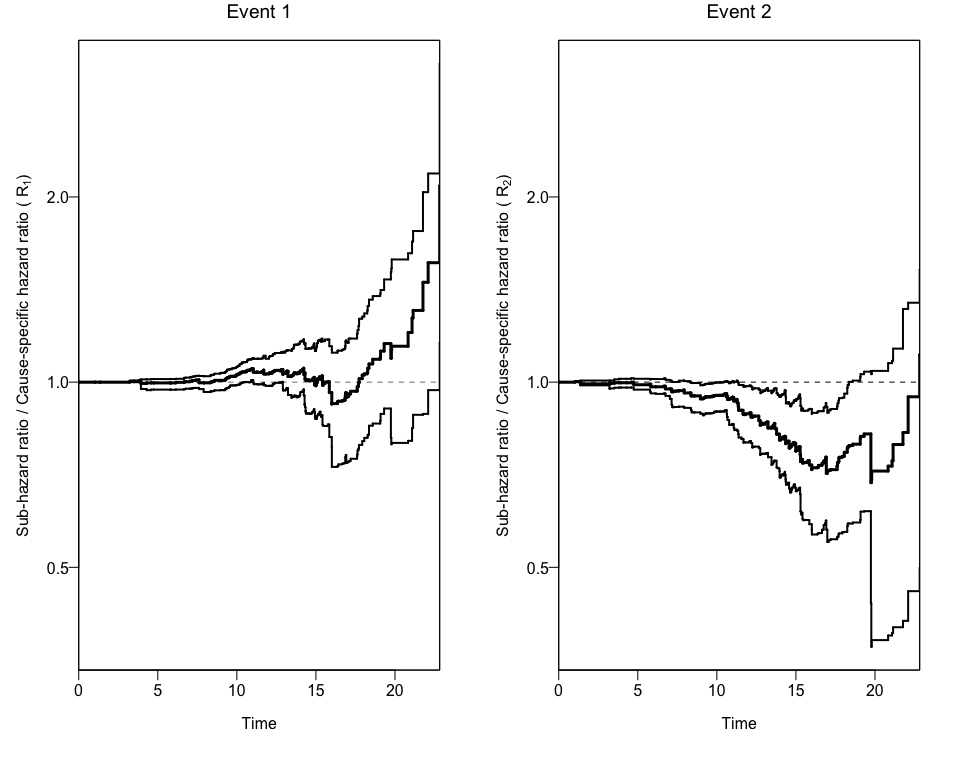 Event 1
Sub-hazard ratio / Cause-specific hazard ratio ( R1)
2.0
1.0
0.5
0 5 10 15 20
Time
Event 2
Sub-hazard ratio / Cause-specific hazard ratio ( R2)
2.0
1.0
0.5
0 5 10 15 20
Time